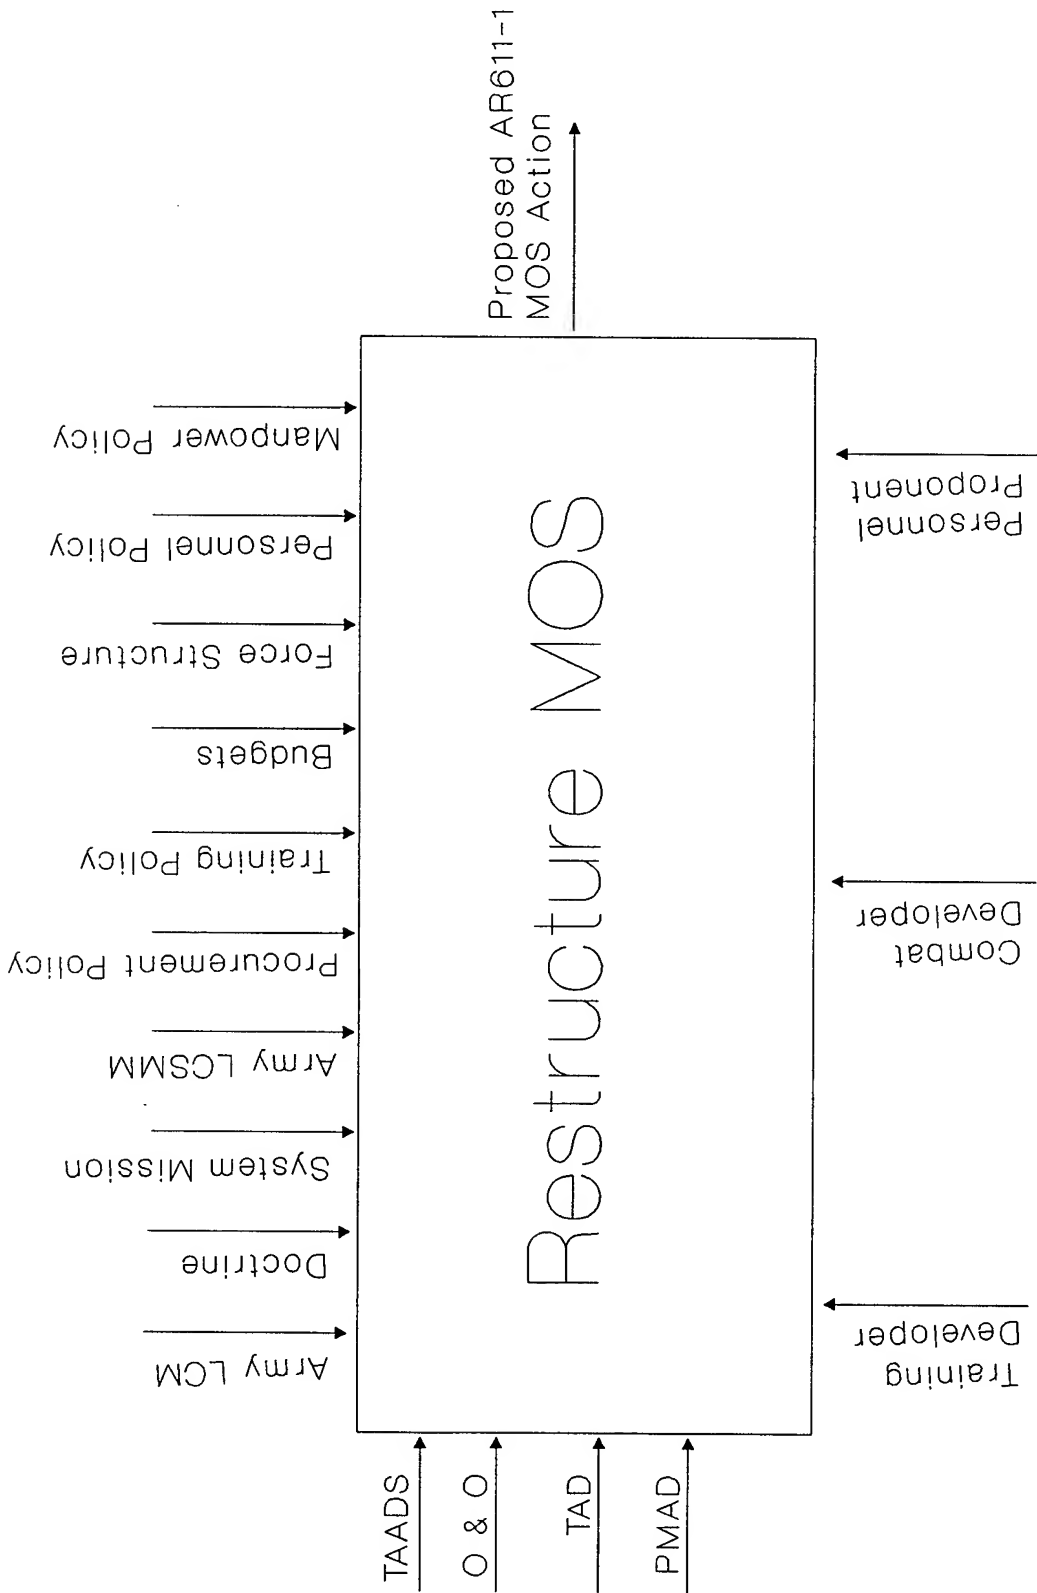 Proposed AR611-1
MOS Action
Manpower Policy
Personnel Policy
Force Structure
Budgets
Training Policy
Procurement Policy
Army LCSMM
System Mission
Doctrine
Army LCM
Restructure MOS
TAADS
O & O
TAD
PMAD
Personnel
Proponent
Combat
Developer
Training
Developer